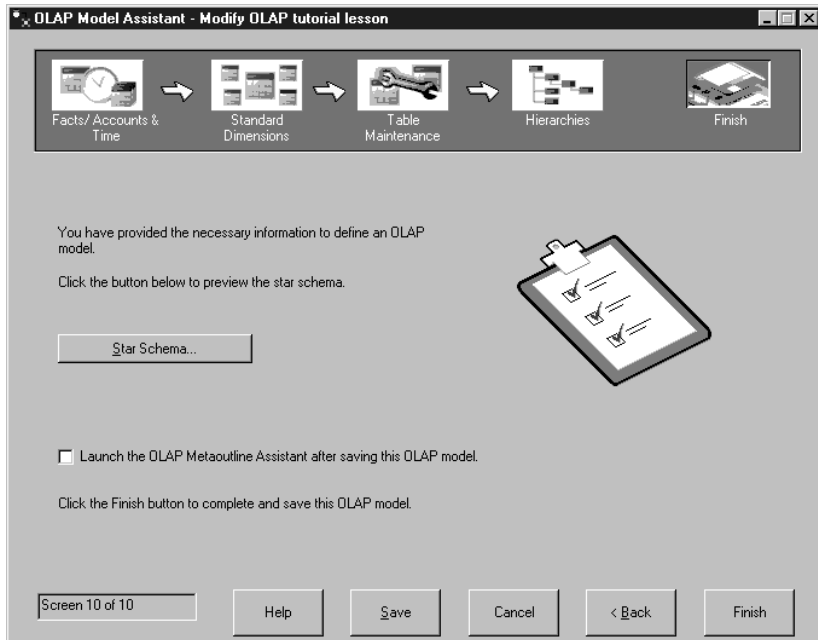 OLAP Model Assistant - Modify OLAP tutorial lesson
Facts/ Accounts &
Time
Standard
Dimensions
Table
Maintenance
Hierarchies
Finish
You have provided the necessary information to define an OLAP
model.
Click the button below to preview the star schema.
Star Schema...
Launch the OLAP Metaoutline Assistant after saving this OLAP model.
Click the Finish button to complete and save this OLAP model.
Screen 10 of 10
Help
Save
Cancel
< Back
Finish